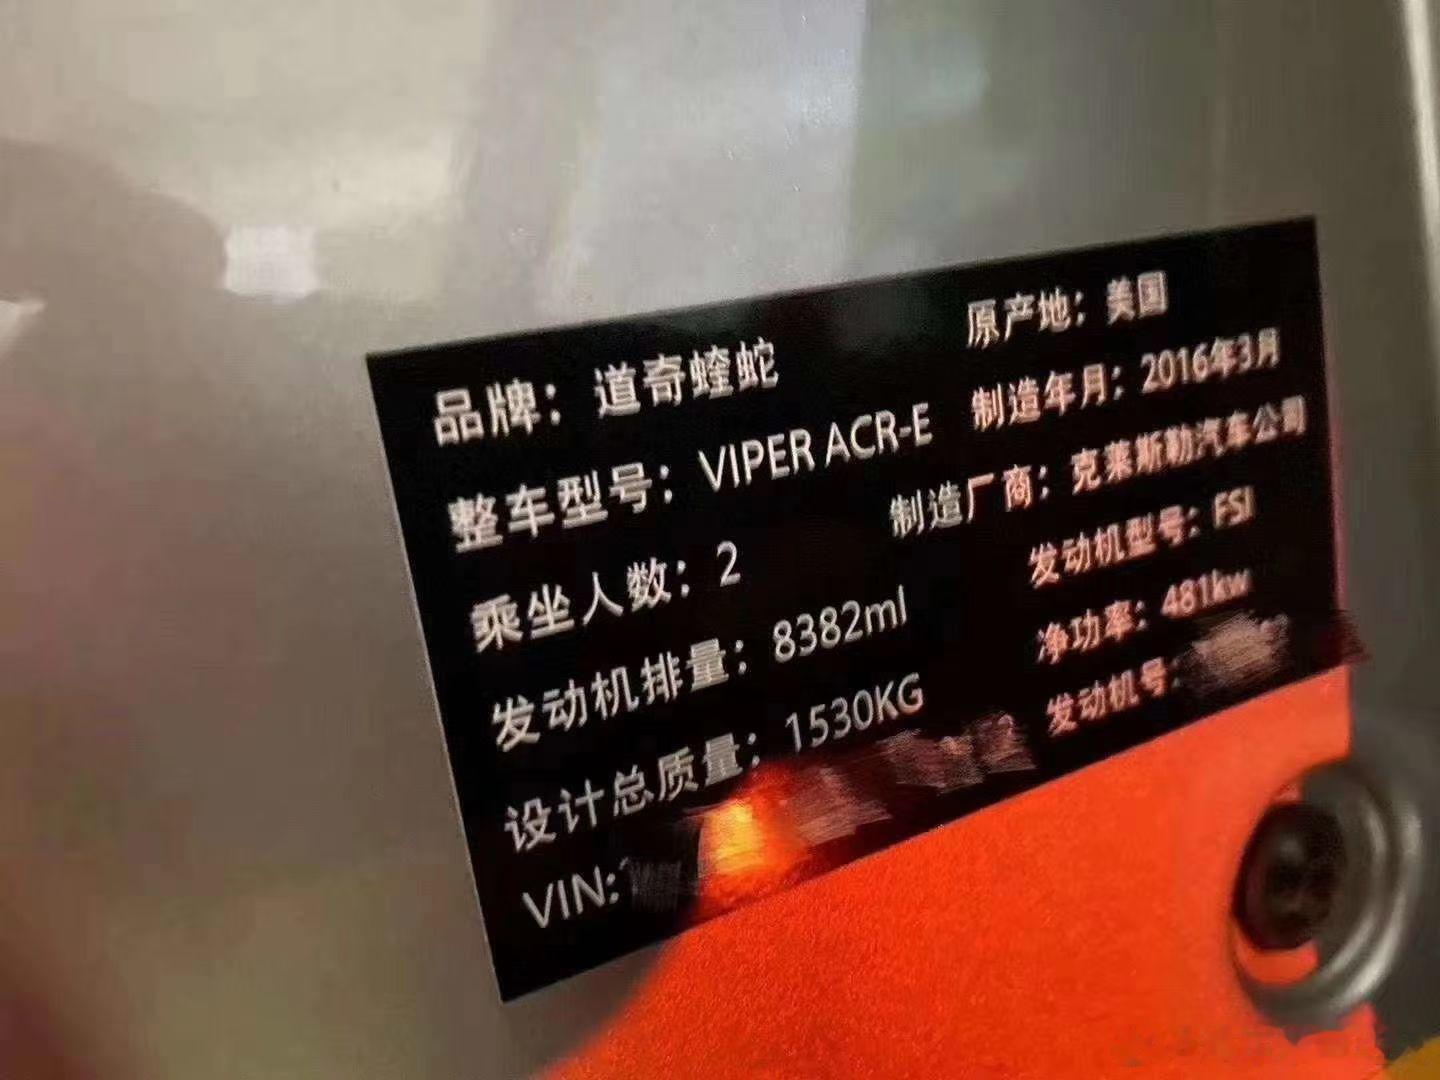 品牌：道奇蝰蛇
原产地：美国
整车型号：VIPER ACR-E
制造年月：2016年3月
乘坐人数：2
制造厂商：克莱斯勒汽车公司
发动机排量：8382ml
发动机型号：FSI
设计总质量：1530KG
净功率：481kw
VIN:
发动机号：